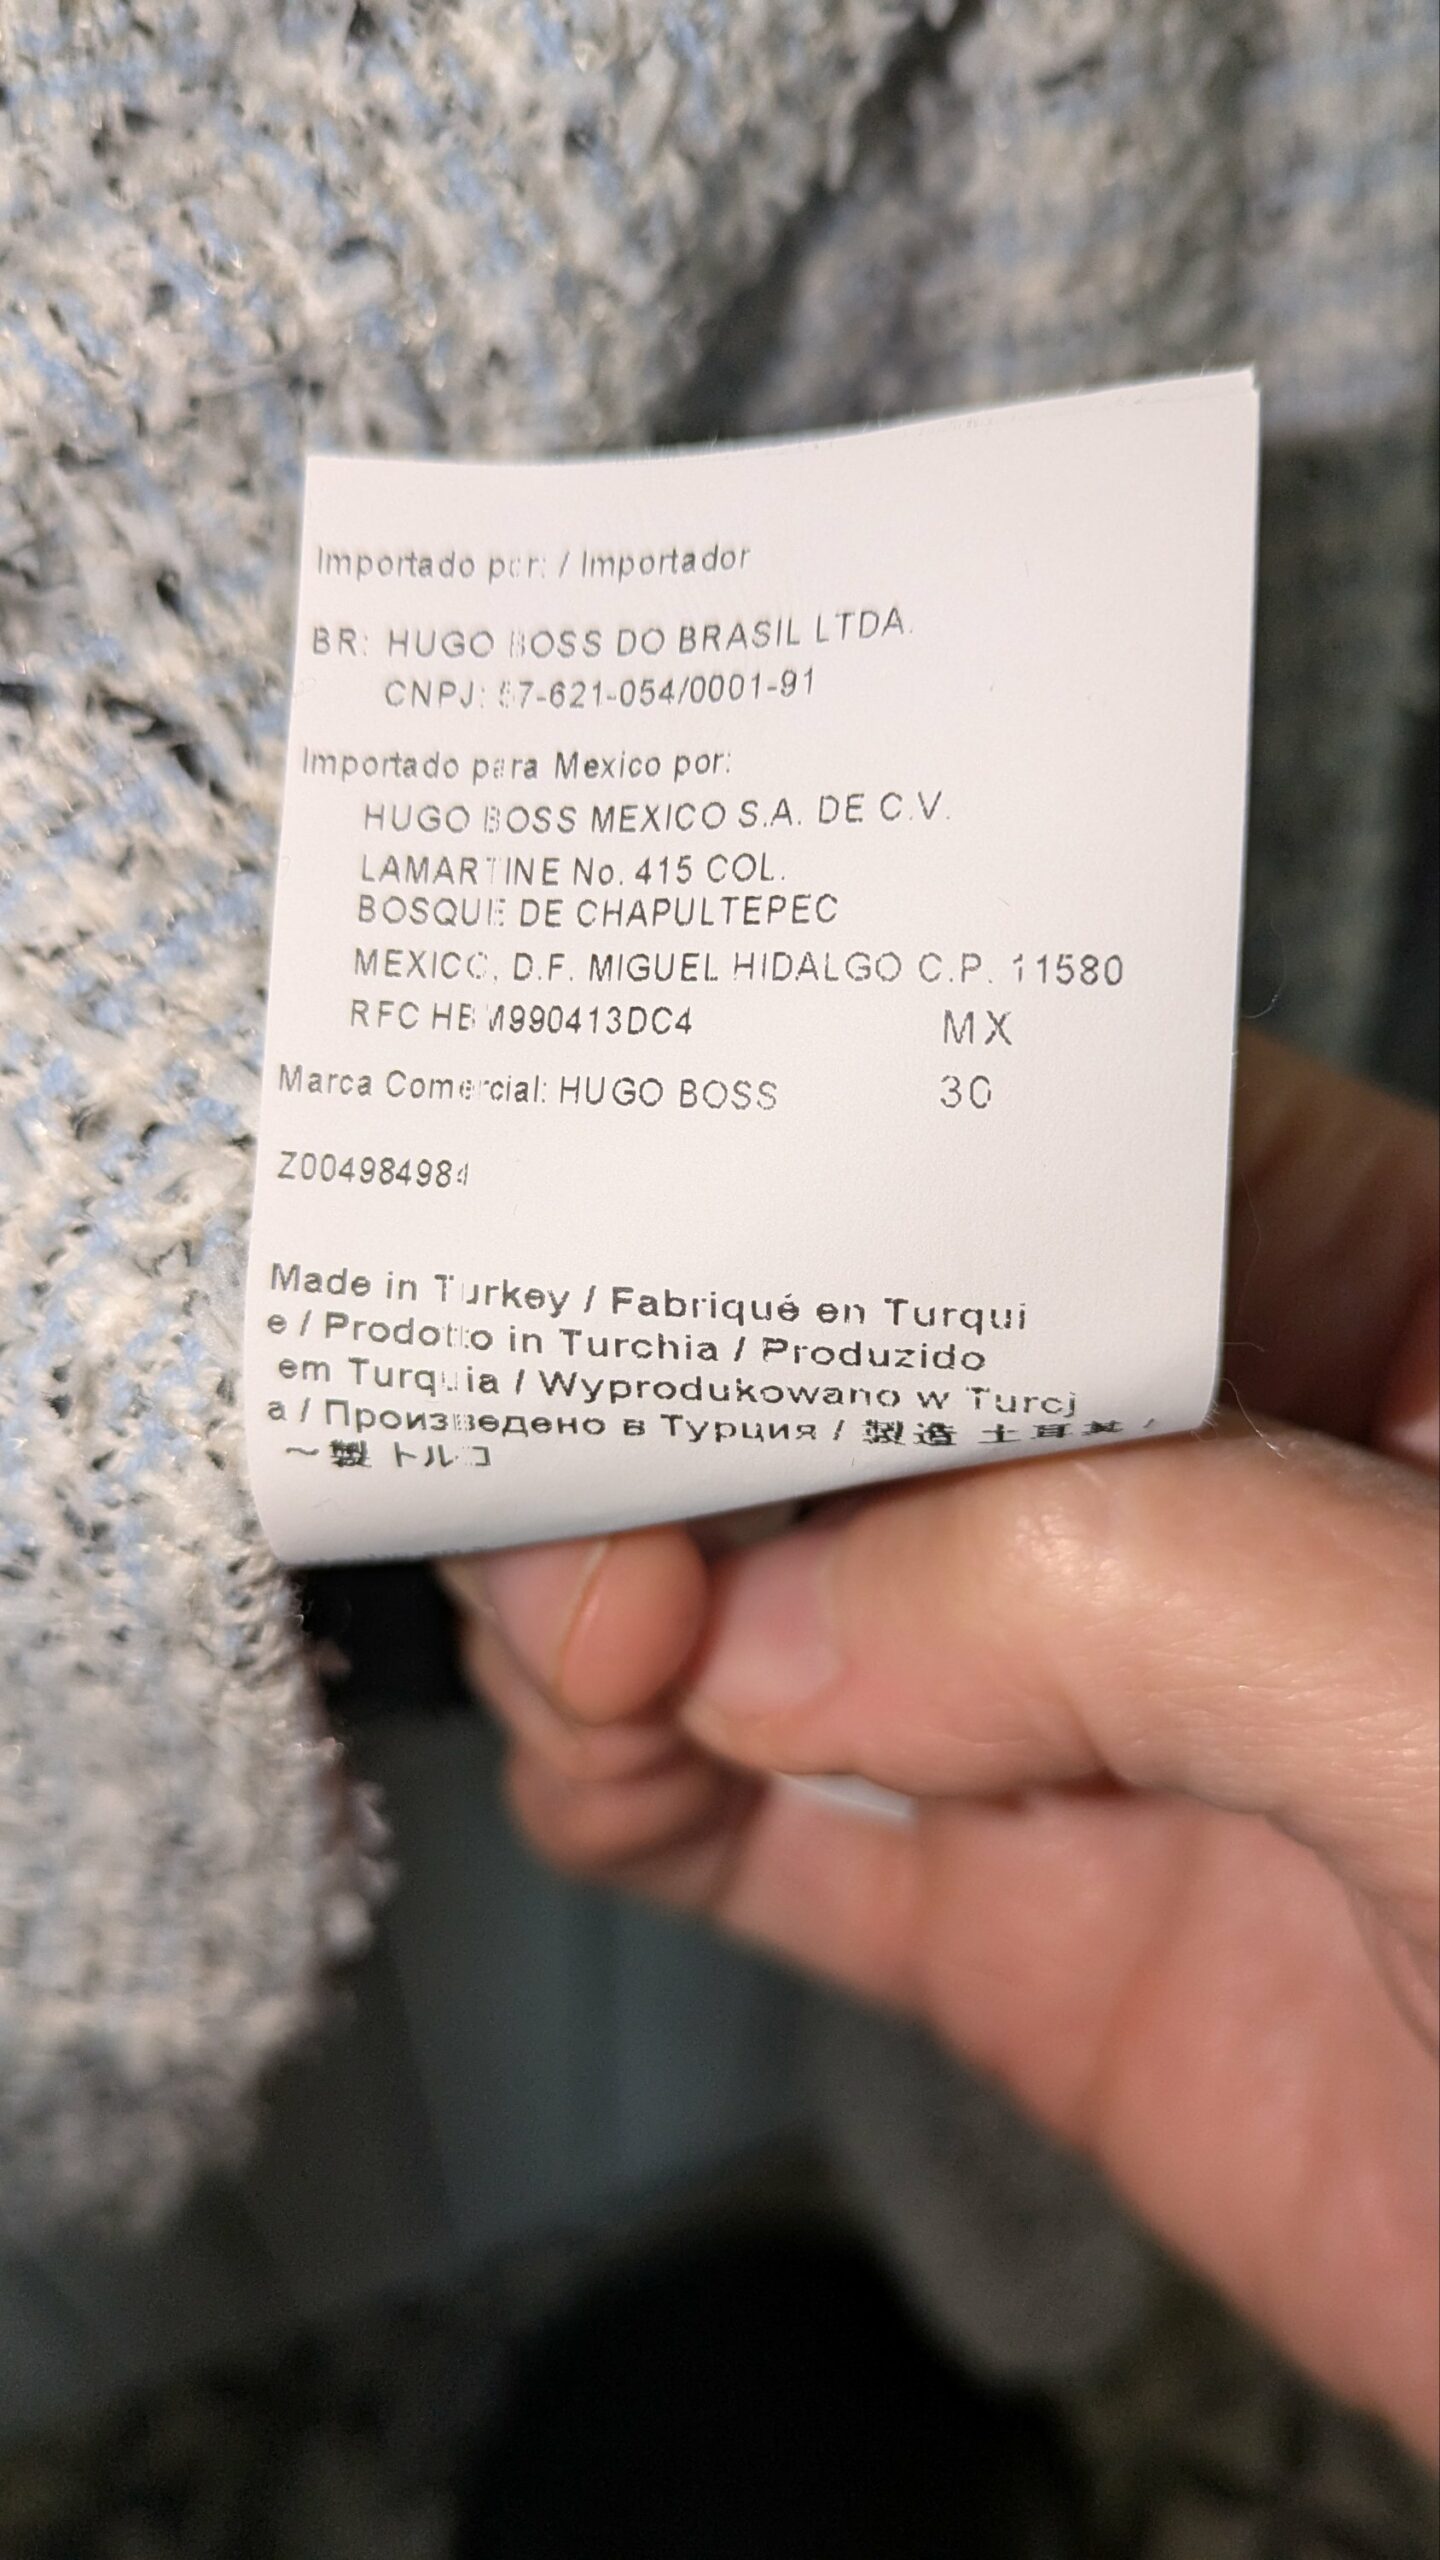 Importado por: / Importador
BR: HUGO BOSS DO BRASIL LTDA.
CNPJ: 57-621-054/0001-91
Importado para Mexico por:
HUGO BOSS MEXICO S.A. DE C.V.
LAMARTINE No. 415 COL.
BOSQUE DE CHAPULTEPEC
MEXICO, D.F. MIGUEL HIDALGO C.P. 11580
RFC HBM990413DC4 MX
Marca Comercial: HUGO BOSS 30
Z004984984
Made in Turkey / Fabriqué en Turqui
e / Prodotto in Turchia / Produzido
em Turquia / Wyprodukowano w Turcj
a / Произведено в Турция / 製造 土耳其 /
~製 トルコ